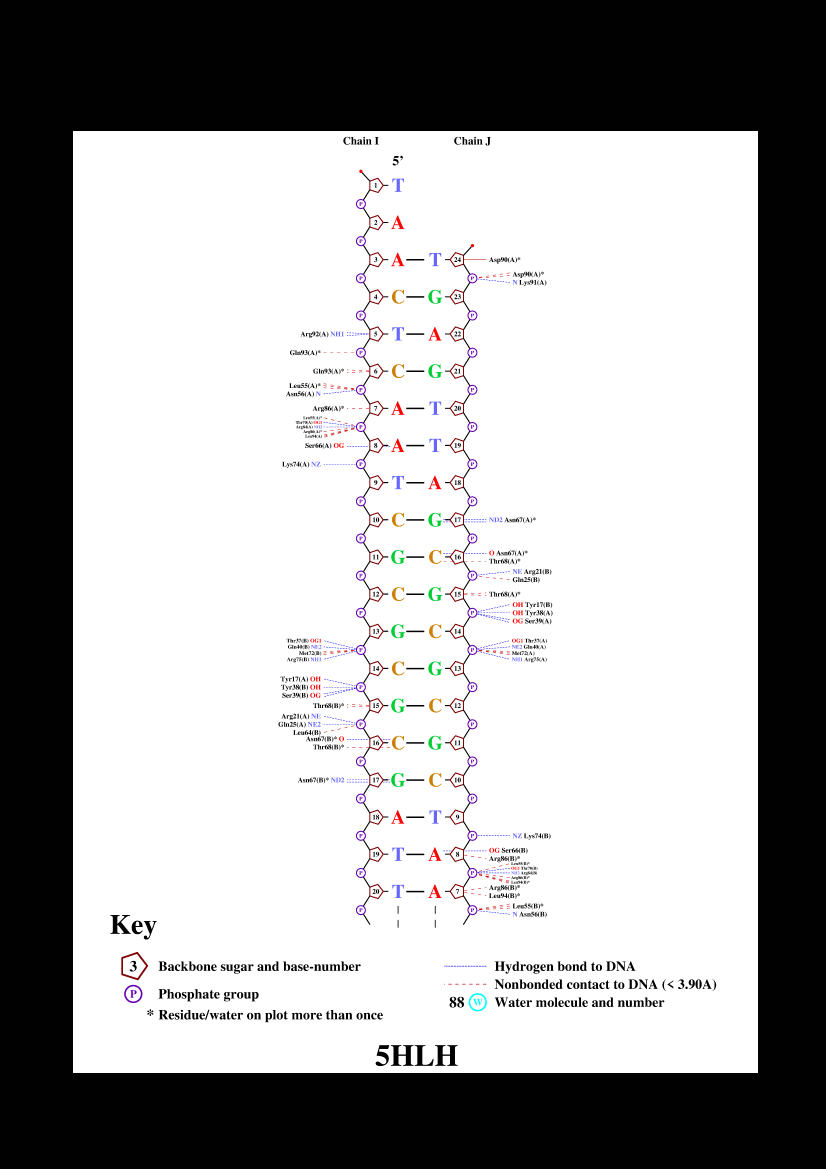 Chain I Chain J
5’
1 T
P
2 A
P
3 A T 24 Asp90(A)*
P P Asp90(A)*
N Lys91(A)
4 C G 23
P P
Arg92(A) NH1 5 T A 22
Gln93(A)* P P
Gln93(A)* 6 C G 21
Leu55(A)* P P
Asn56(A) N
Arg86(A)* 7 A T 20
Leu55(A)*
Thr79(A) OG1
P P
Arg86(A)*
Leu94(A)
Ser66(A) OG 8 A T 19
Lys74(A) NZ P P
9 T A 18
P P
10 C G 17 ND2 Asn67(A)*
P P
11 G C 16 O Asn67(A)*
Thr68(A)*
P P NE Arg21(B)
Gln25(B)
12 C G 15 Thr68(A)*
P P OH Tyr17(B)
OH Tyr38(A)
OG Ser39(A)
13 G C 14
Thr37(B) OG1 OG1 Thr37(A)
Gln40(B) NE2 P P NE2 Gln40(A)
Met72(B) Met72(A)
Arg75(B) NH1 NH1 Arg75(A)
14 C G 13
Tyr17(A) OH
Tyr38(B) OH P P
Ser39(B) OG
Thr68(B)* 15 G C 12
Arg21(A) NE
Gln25(A) NE2 P P
Leu64(B)
Asn67(B)* O 16 C G 11
Thr68(B)*
P P
Asn67(B)* ND2 17 G C 10
P P
18 A T 9
P P NZ Lys74(B)
19 T A 8 OG Ser66(B)
Arg86(B)*
Leu55(B)*
OG1 Thr79(B)
P P
Arg86(B)*
Leu94(B)*
20 T A 7 Arg86(B)*
Leu94(B)*
P P Leu55(B)*
N Asn56(B)
Key
3 Backbone sugar and base-number
P Phosphate group
* Residue/water on plot more than once
Hydrogen bond to DNA
Nonbonded contact to DNA (< 3.90A)
88 W Water molecule and number
5HLH